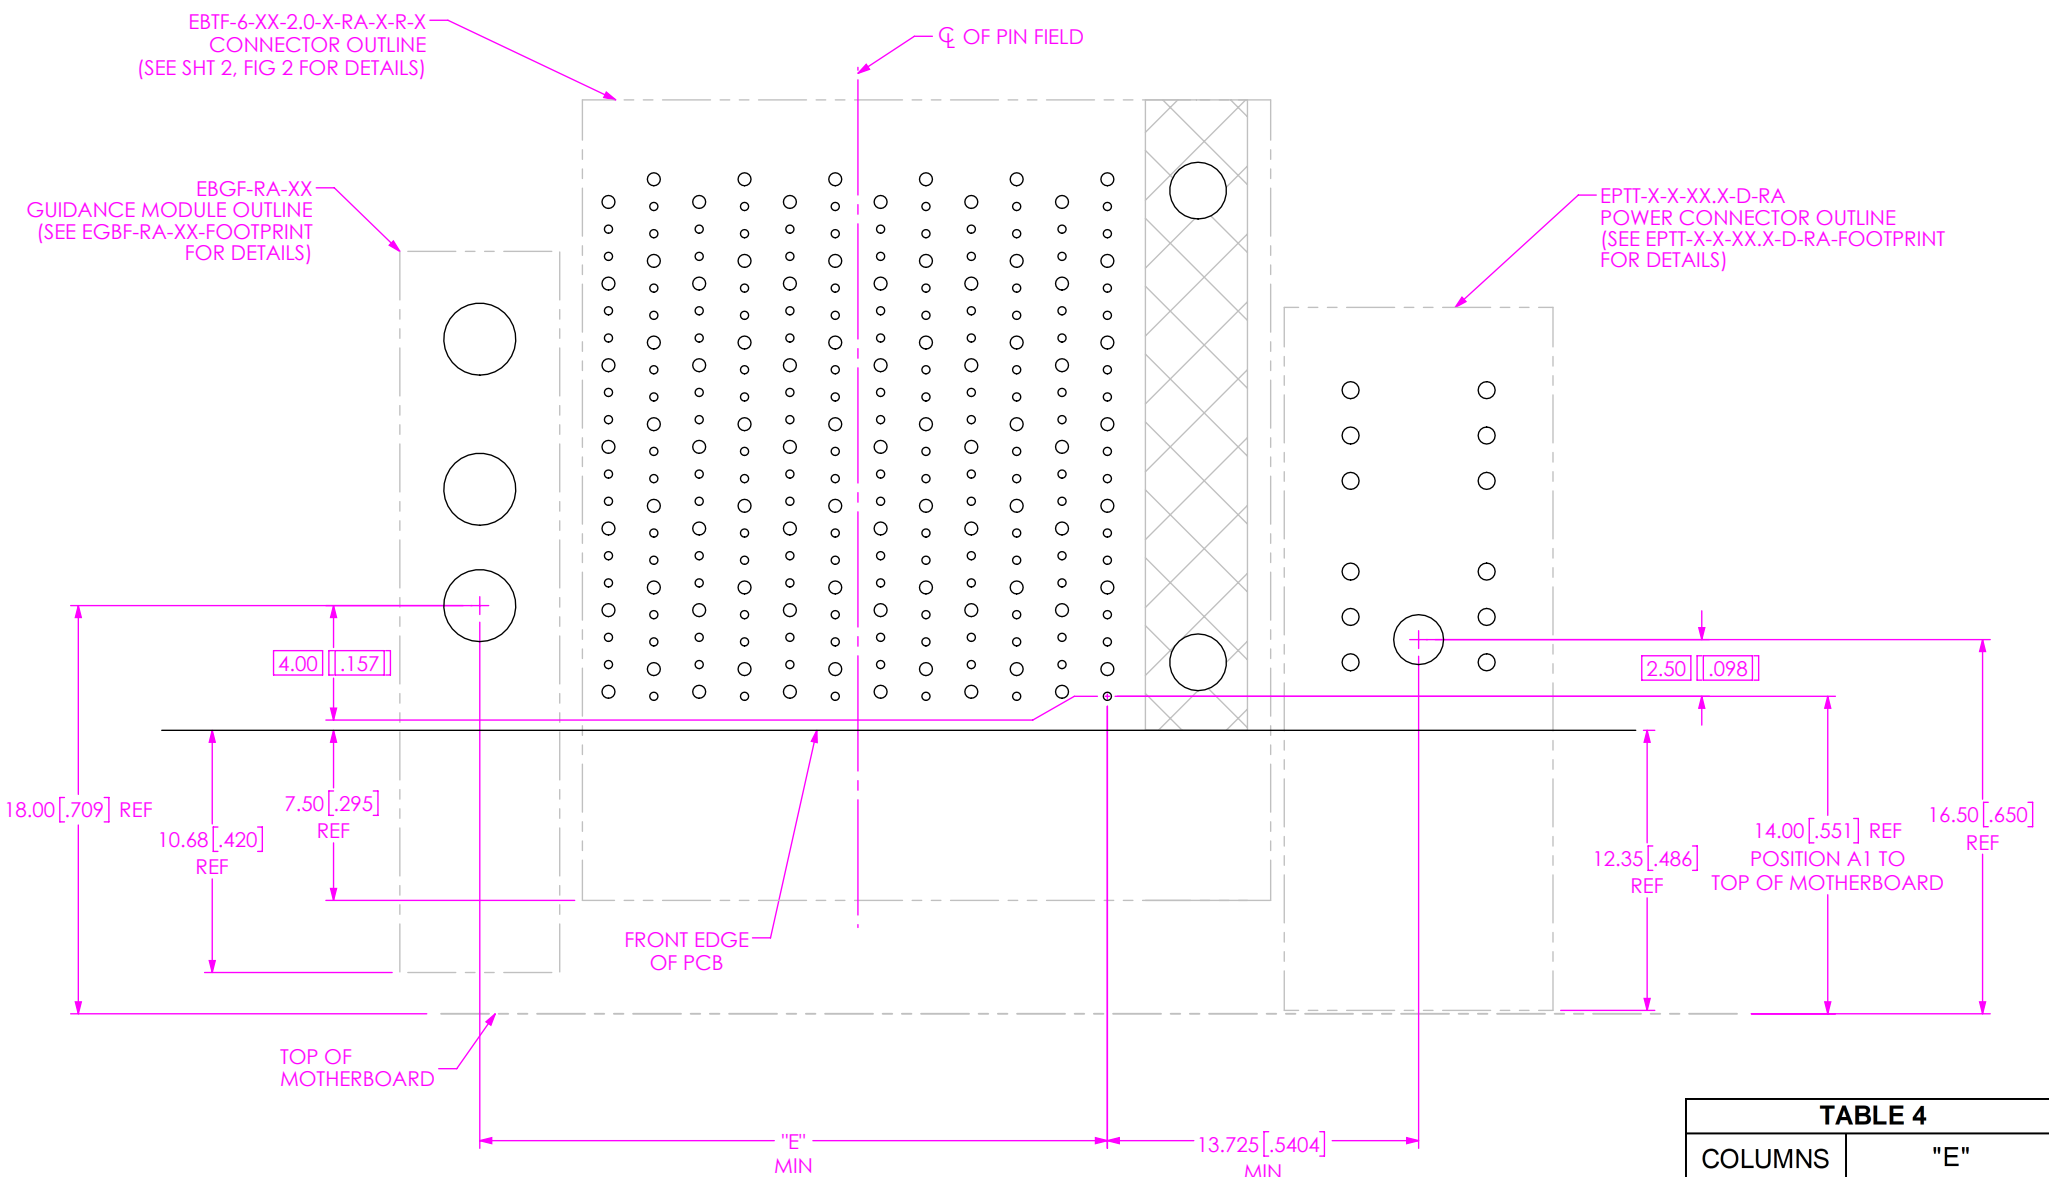 EBTF-6-XX-2.0-X-RA-X-R-X
CONNECTOR OUTLINE
(SEE SHT 2, FIG 2 FOR DETAILS)
℄ OF PIN FIELD
EBGF-RA-XX
GUIDANCE MODULE OUTLINE
(SEE EGBF-RA-XX-FOOTPRINT
FOR DETAILS)
EPTT-X-X-XX.X-D-RA
POWER CONNECTOR OUTLINE
(SEE EPTT-X-X-XX.X-D-RA-FOOTPRINT
FOR DETAILS)
4.00 [.157]
2.50 [.098]
18.00[.709] REF
10.68[.420]
REF
7.50[.295]
REF
12.35[.486]
REF
14.00[.551] REF
POSITION A1 TO
TOP OF MOTHERBOARD
16.50[.650]
REF
FRONT EDGE
OF PCB
TOP OF
MOTHERBOARD
"E"
MIN
13.725[.5404]
MIN
TABLE 4
COLUMNS "E"